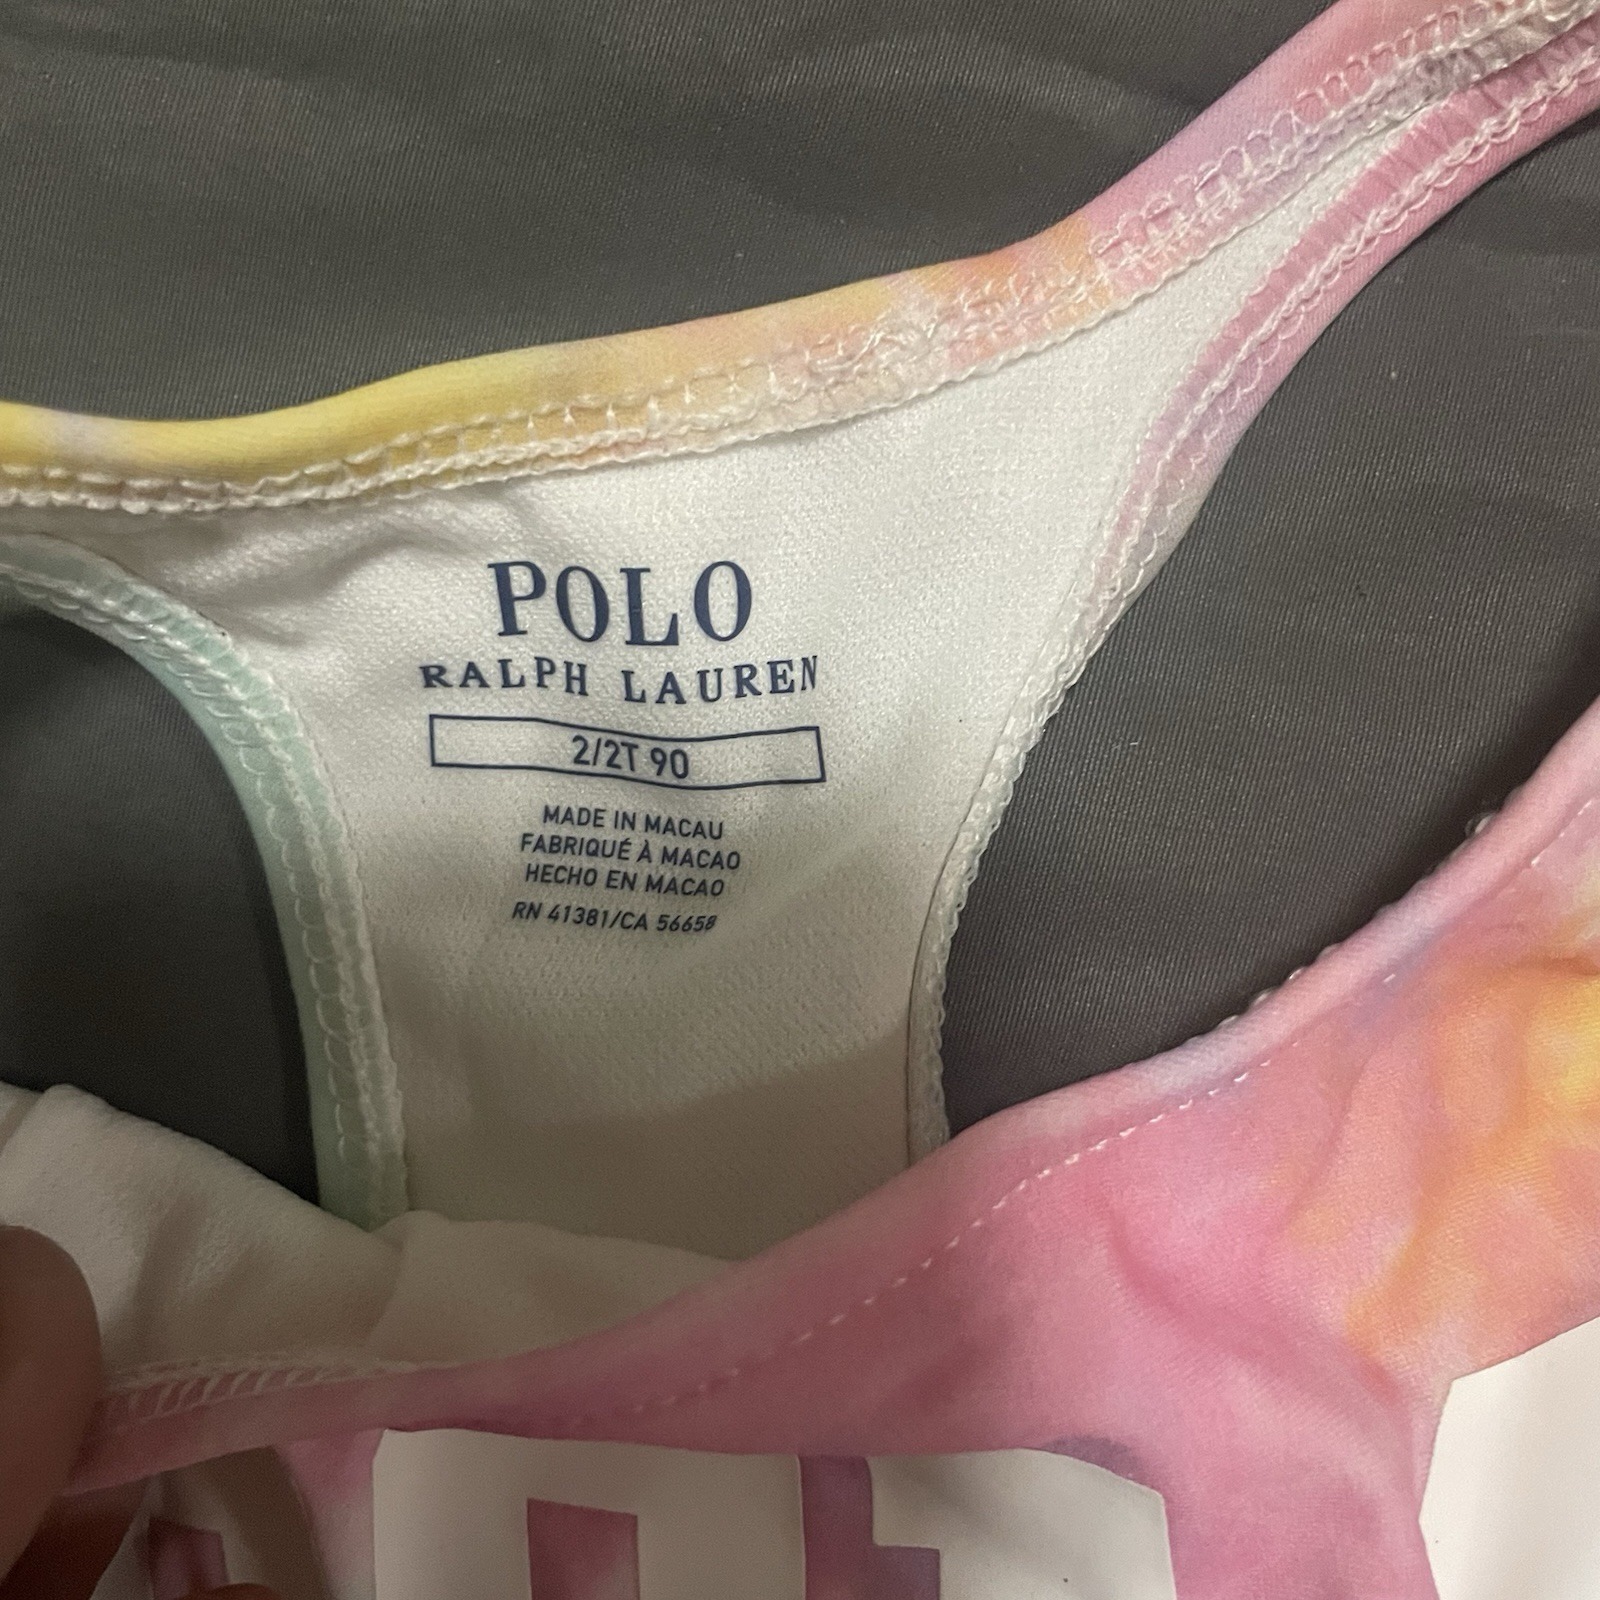 POLO
RALPH LAUREN
2/2T 90
MADE IN MACAU
FABRIQUÉ À MACAO
HECHO EN MACAO
RN 41381/CA 56658